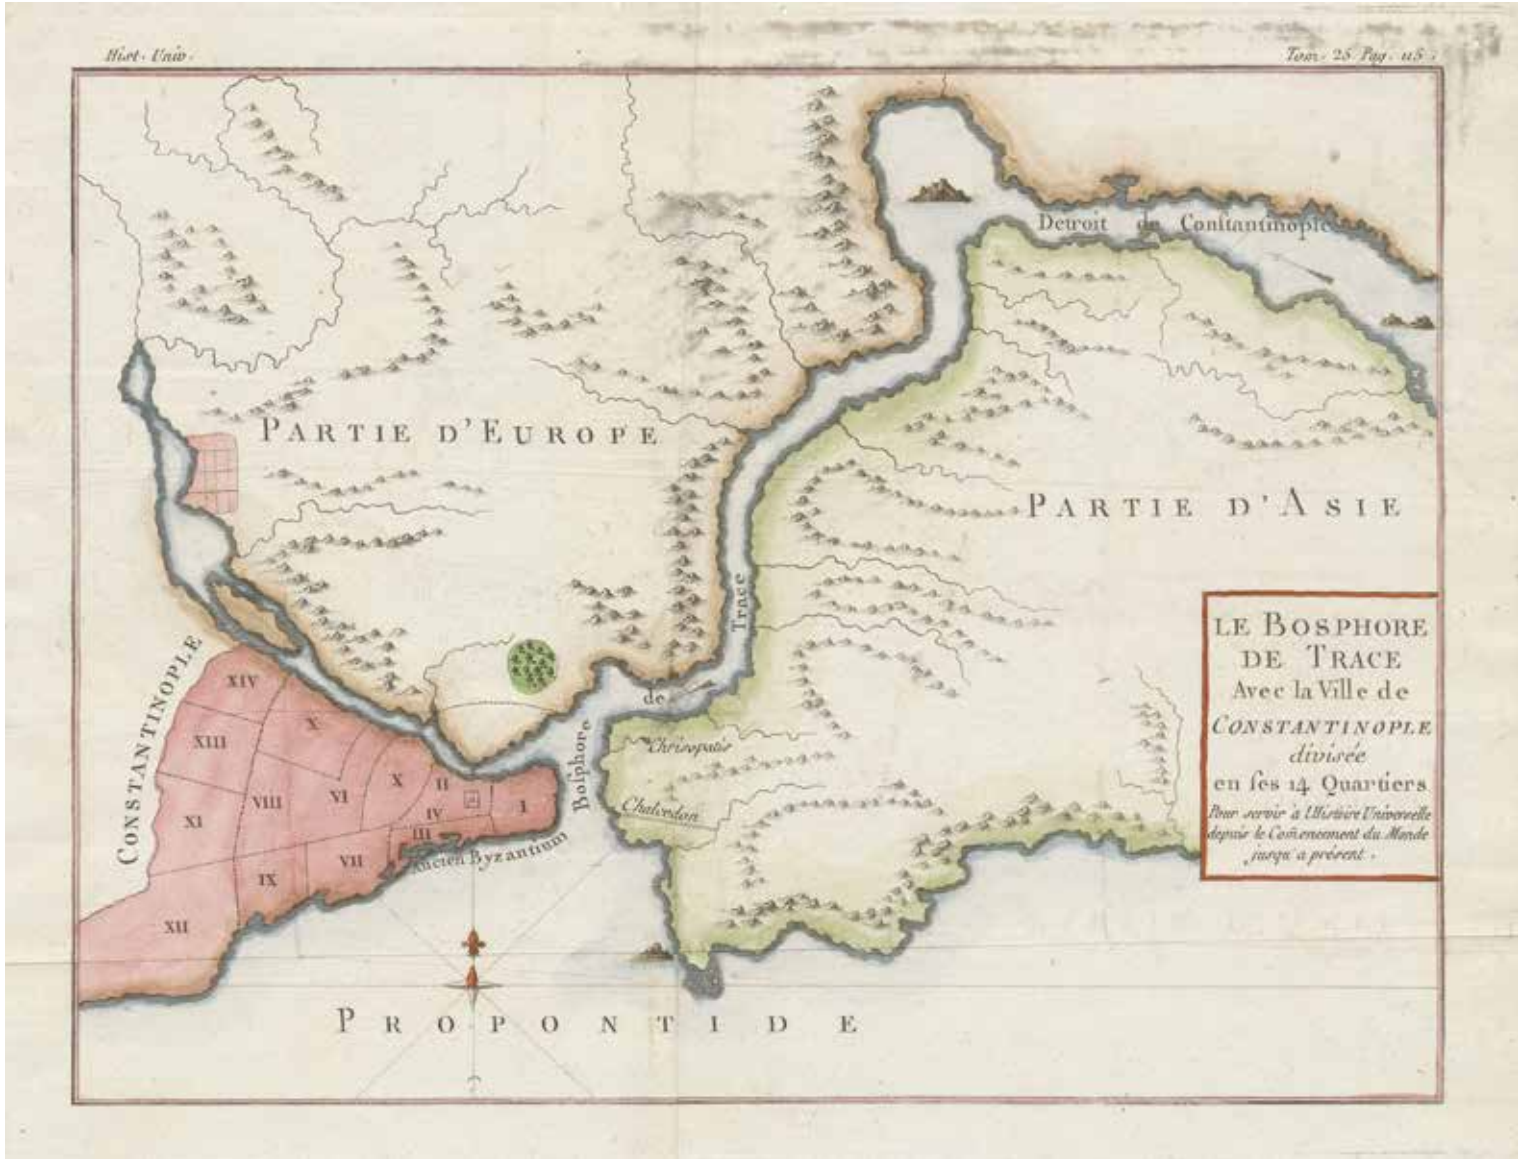 Hist. Univ.
Tom. 25 Pag. 115.
Detroit de Constantinople
PARTIE D'EUROPE
PARTIE D'ASIE
Trace
de
Bosphore
Chrisopatis
Chalcedon
CONSTANTINOPLE
XIV
X
XIII
X
II
VI
VIII
I
IV
XI
III
VII
IX
XII
Ancien Byzantium
PROPONTIDE
LE BOSPHORE
DE TRACE
Avec la Ville de
CONSTANTINOPLE
divisée
en ses 14 Quartiers
Pour servir à l'Histoire Universelle
depuis le Comencement du Monde
jusqu'a présent.